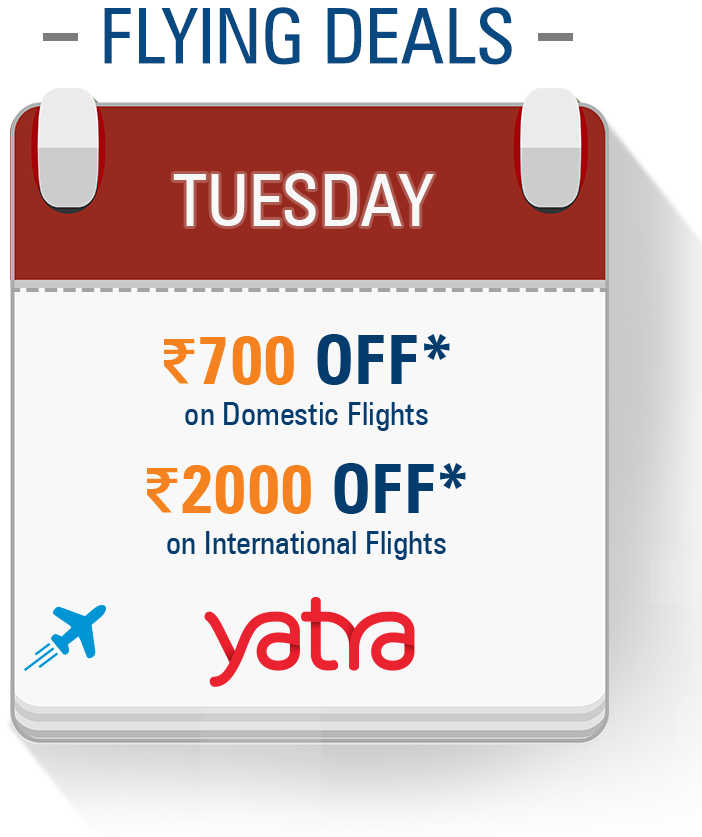 – FLYING DEALS –
TUESDAY
₹700 OFF*
on Domestic Flights
₹2000 OFF*
on International Flights
yatra